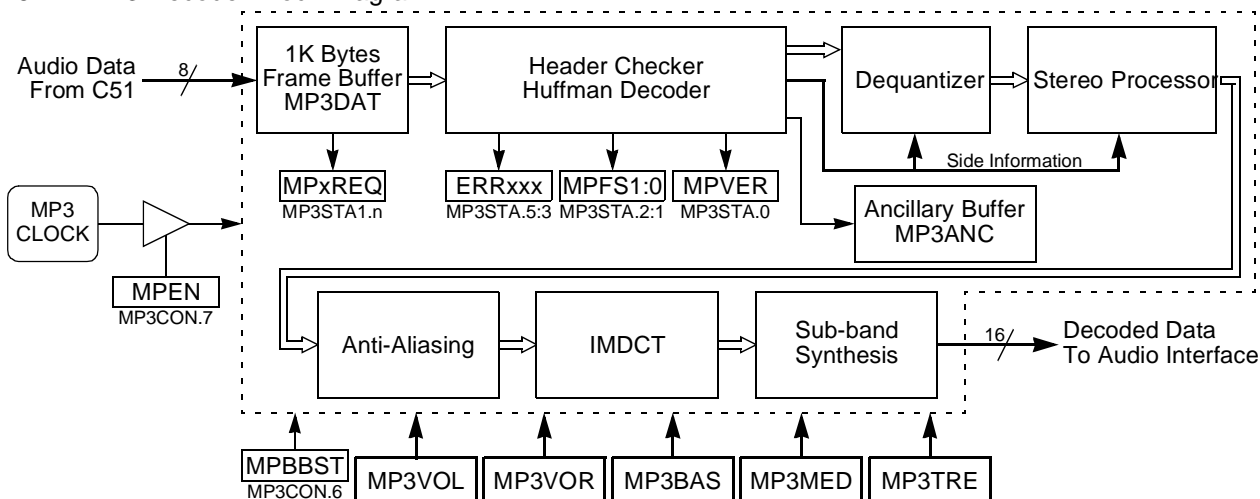 Audio Data
From C51
8
1K Bytes
Frame Buffer
MP3DAT
Header Checker
Huffman Decoder
Dequantizer
Stereo Processor
Side Information
MPxREQ
MP3STA1.n
ERRxxx
MP3STA.5:3
MPFS1:0
MP3STA.2:1
MPVER
MP3STA.0
Ancillary Buffer
MP3ANC
MP3
CLOCK
MPEN
MP3CON.7
Anti-Aliasing
IMDCT
Sub-band
Synthesis
16
Decoded Data
To Audio Interface
MPBBST
MP3CON.6
MP3VOL
MP3VOR
MP3BAS
MP3MED
MP3TRE